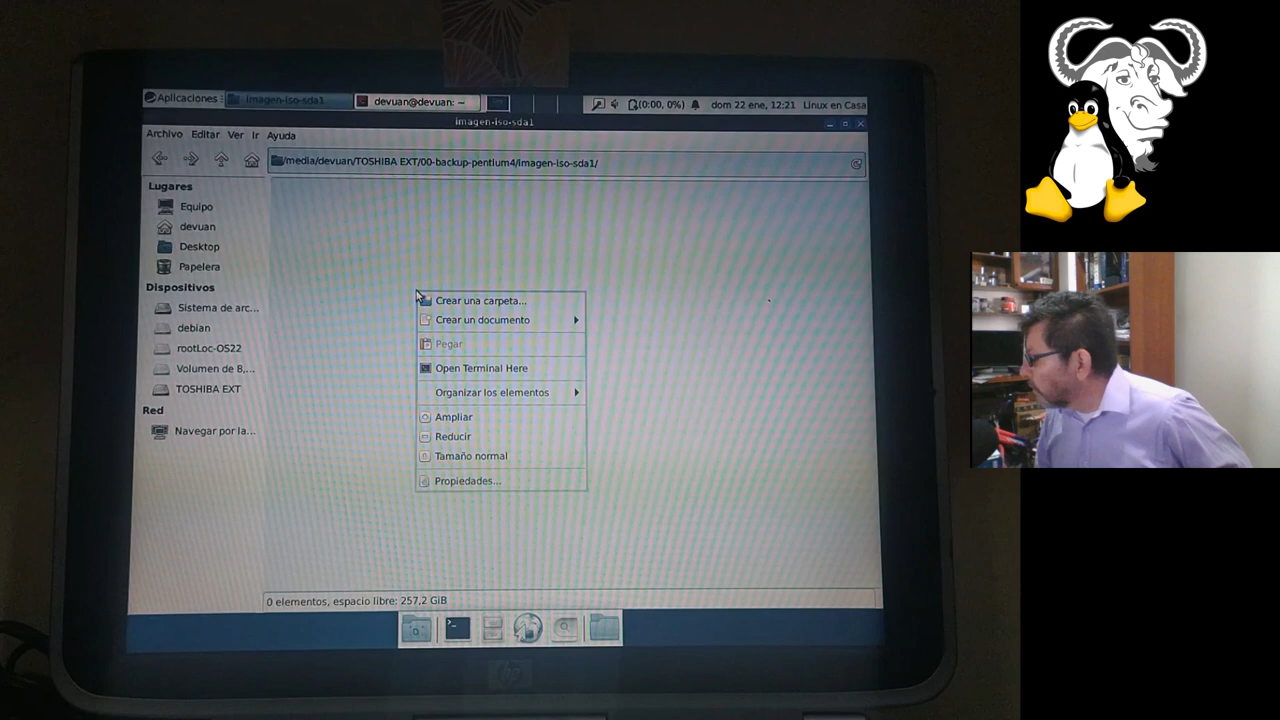 Aplicaciones
imagen-iso-sda1
devuan@devuan: ~
(0:00, 0%)
dom 22 ene, 12:21
Linux en Casa
imagen-iso-sda1
Archivo Editar Ver Ir Ayuda
/media/devuan/TOSHIBA EXT/00-backup-pentium4/imagen-iso-sda1/
Lugares
Equipo
devuan
Desktop
Papelera
Dispositivos
Sistema de arc...
debian
rootLoc-OS22
Volumen de 8,...
TOSHIBA EXT
Red
Navegar por la...
Crear una carpeta...
Crear un documento
Pegar
Open Terminal Here
Organizar los elementos
Ampliar
Reducir
Tamaño normal
Propiedades...
0 elementos, espacio libre: 257,2 GiB
hp